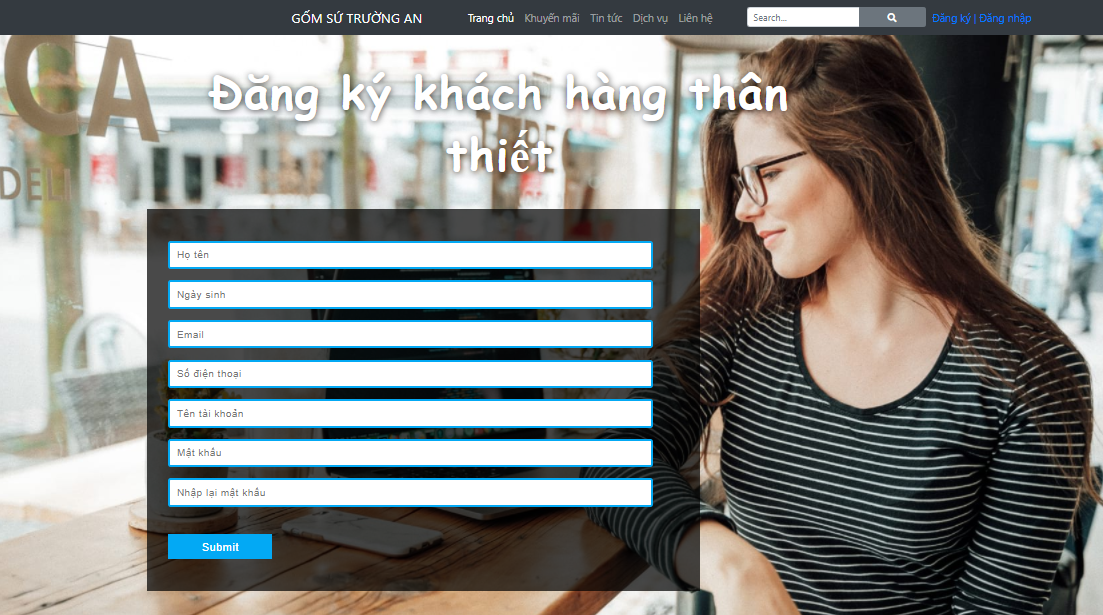 GỐM SỨ TRƯỜNG AN Trang chủ Khuyến mãi Tin tức Dịch vụ Liên hệ Search... Đăng ký | Đăng nhập
CA
DELI
Đăng ký khách hàng thân
thiết
Họ tên
Ngày sinh
Email
Số điện thoại
Tên tài khoản
Mật khẩu
Nhập lại mật khẩu
Submit